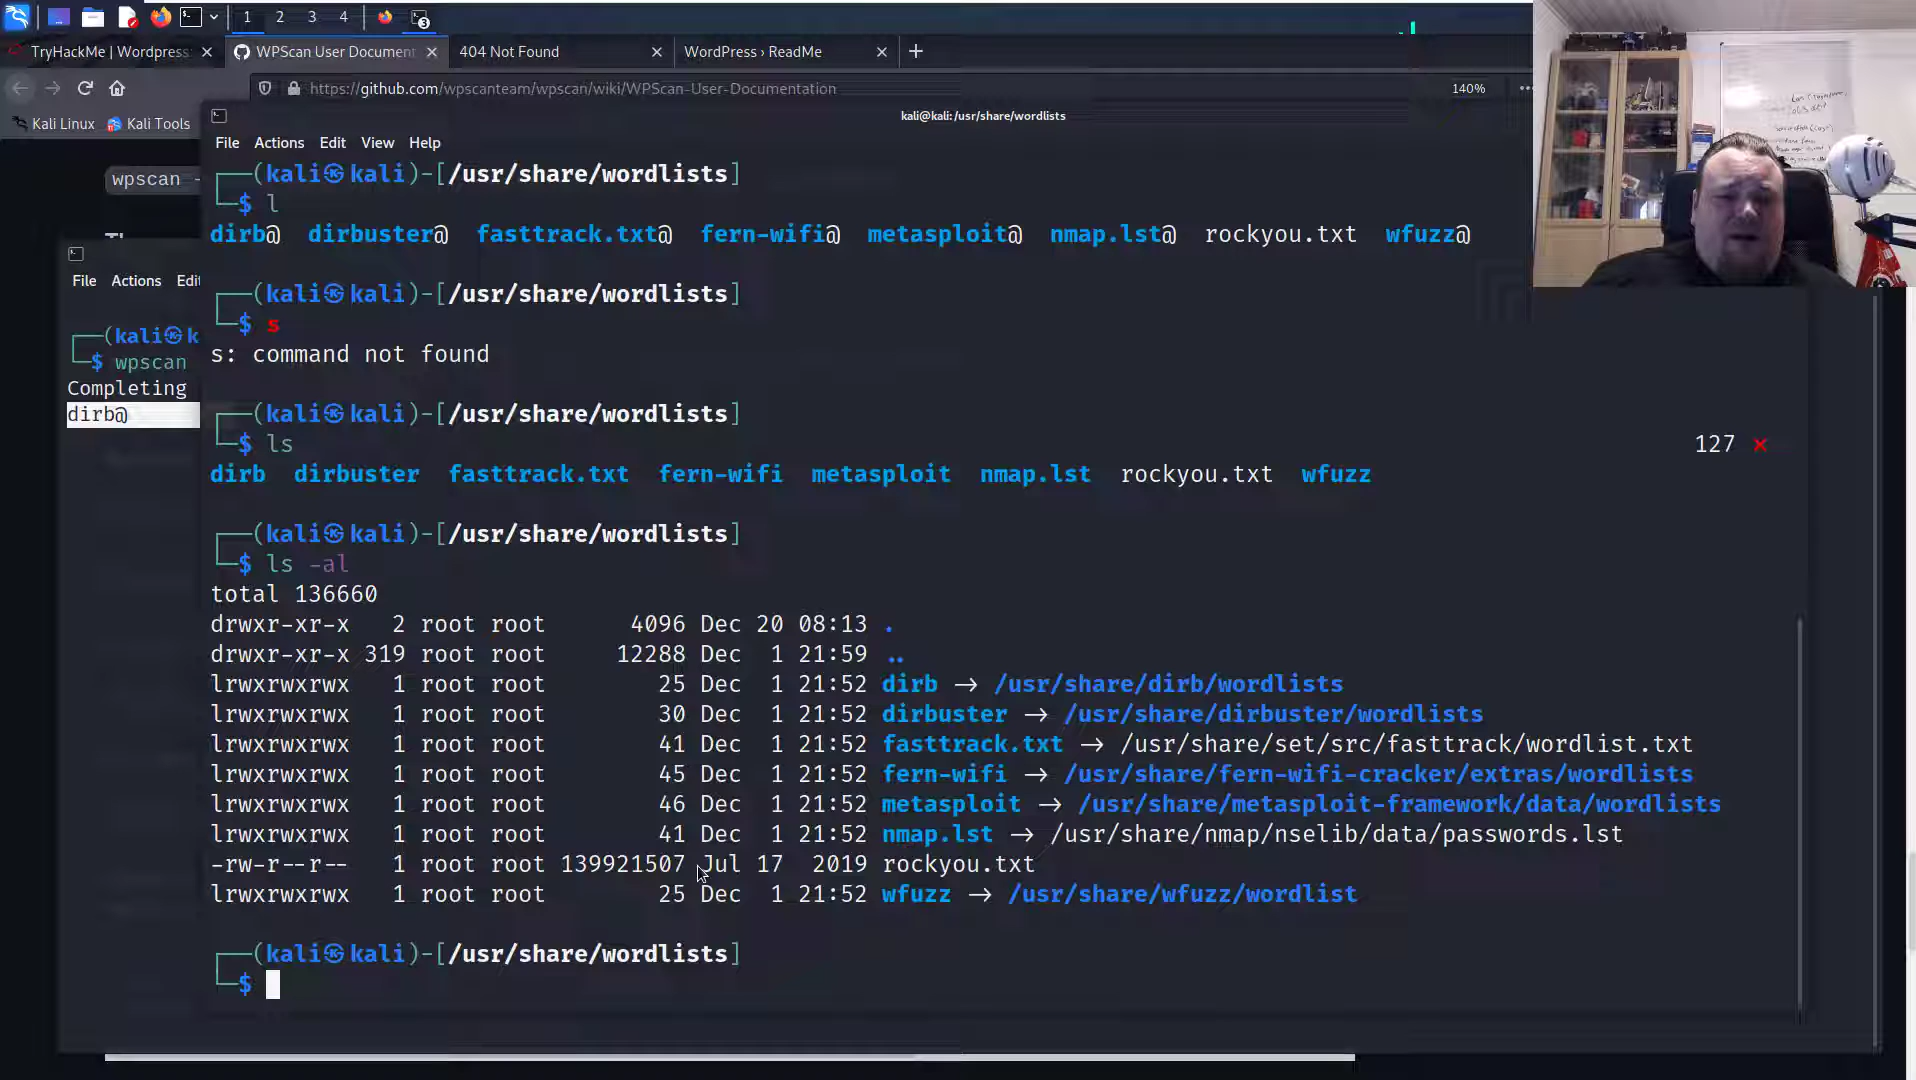 1 2 3 4 3
TryHackMe | Wordpress: WPScan User Document 404 Not Found WordPress › ReadMe
https://github.com/wpscanteam/wpscan/wiki/WPScan-User-Documentation 140%
Kali Linux Kali Tools
kali@kali: /usr/share/wordlists
File Actions Edit View Help
wpscan -
File Actions Edit
(kali㉿k
$ wpscan
Completing
dirb@
(kali㉿kali)-[/usr/share/wordlists]
$ l
dirb@ dirbuster@ fasttrack.txt@ fern-wifi@ metasploit@ nmap.lst@ rockyou.txt wfuzz@
(kali㉿kali)-[/usr/share/wordlists]
$ s
s: command not found
(kali㉿kali)-[/usr/share/wordlists]
$ ls 127 ⨯
dirb dirbuster fasttrack.txt fern-wifi metasploit nmap.lst rockyou.txt wfuzz
(kali㉿kali)-[/usr/share/wordlists]
$ ls -al
total 136660
drwxr-xr-x 2 root root 4096 Dec 20 08:13 .
drwxr-xr-x 319 root root 12288 Dec 1 21:59 ..
lrwxrwxrwx 1 root root 25 Dec 1 21:52 dirb → /usr/share/dirb/wordlists
lrwxrwxrwx 1 root root 30 Dec 1 21:52 dirbuster → /usr/share/dirbuster/wordlists
lrwxrwxrwx 1 root root 41 Dec 1 21:52 fasttrack.txt → /usr/share/set/src/fasttrack/wordlist.txt
lrwxrwxrwx 1 root root 45 Dec 1 21:52 fern-wifi → /usr/share/fern-wifi-cracker/extras/wordlists
lrwxrwxrwx 1 root root 46 Dec 1 21:52 metasploit → /usr/share/metasploit-framework/data/wordlists
lrwxrwxrwx 1 root root 41 Dec 1 21:52 nmap.lst → /usr/share/nmap/nselib/data/passwords.lst
-rw-r--r-- 1 root root 139921507 Jul 17 2019 rockyou.txt
lrwxrwxrwx 1 root root 25 Dec 1 21:52 wfuzz → /usr/share/wfuzz/wordlist
(kali㉿kali)-[/usr/share/wordlists]
$